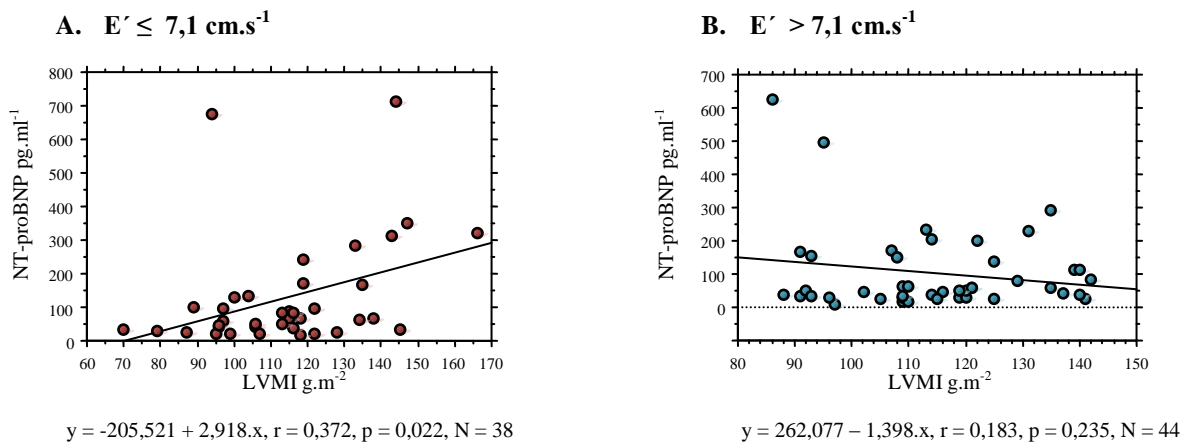 A. E´ ≤ 7,1 cm.s-1
800
700
600
500
400
300
200
100
0
NT-proBNP pg.ml-1
60 70 80 90 100 110 120 130 140 150 160 170
LVMI g.m-2
y = -205,521 + 2,918.x, r = 0,372, p = 0,022, N = 38
B. E´ > 7,1 cm.s-1
700
600
500
400
300
200
100
0
NT-proBNP pg.ml-1
80 90 100 110 120 130 140 150
LVMI g.m-2
y = 262,077 – 1,398.x, r = 0,183, p = 0,235, N = 44